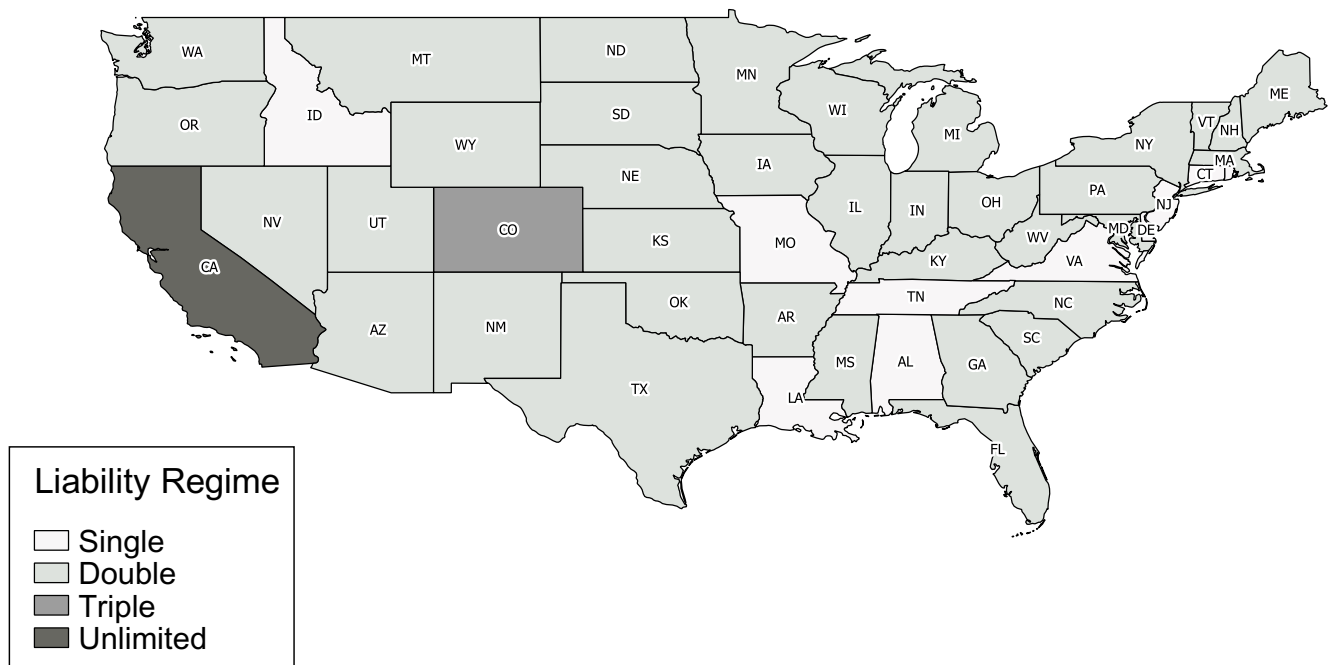 WA
MT
ND
MN
ME
ID
OR
SD
WI
MI
VT
NH
NY
WY
MA
IA
CT
NE
PA
NJ
IL
IN
OH
NV
UT
CO
KS
MO
WV
MD
DE
VA
KY
CA
AZ
NM
OK
AR
TN
NC
SC
MS
AL
GA
TX
LA
FL
Liability Regime
Single
Double
Triple
Unlimited